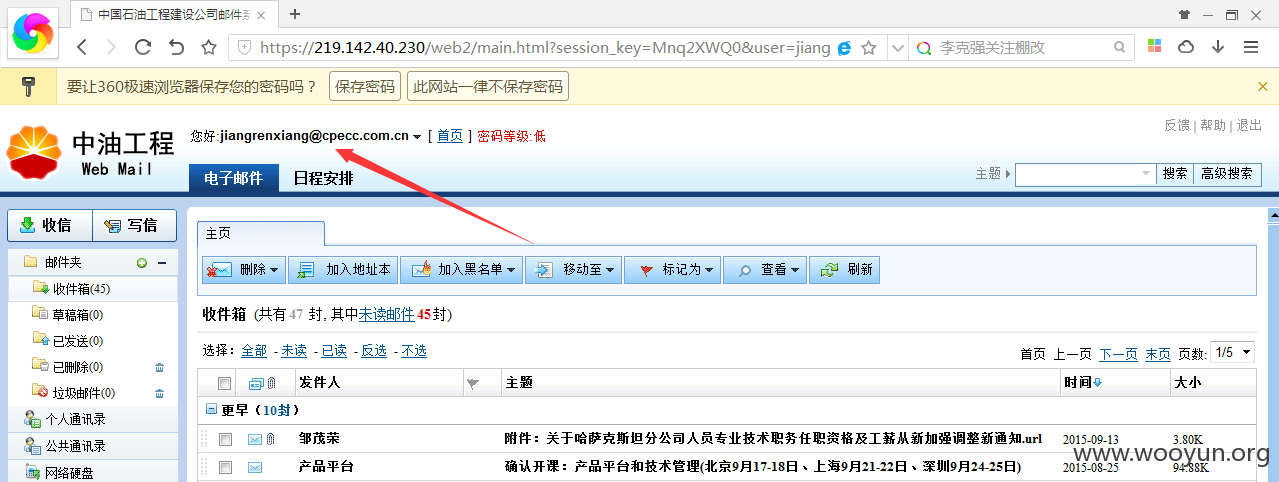 中国石油工程建设公司邮件系
https://219.142.40.230/web2/main.html?session_key=Mnq2XWQ0&user=jiang
李克强关注棚改
要让360极速浏览器保存您的密码吗？ 保存密码 此网站一律不保存密码
反馈 | 帮助 | 退出
中油工程
Web Mail
您好:jiangrenxiang@cpecc.com.cn [ 首页 ] 密码等级:低
电子邮件 日程安排
主题 搜索 高级搜索
收信 写信
邮件夹
收件箱(45)
草稿箱(0)
已发送(0)
已删除(0)
垃圾邮件(0)
个人通讯录
公共通讯录
网络硬盘
主页
删除 加入地址本 加入黑名单 移动至 标记为 查看 刷新
收件箱 (共有 47 封, 其中未读邮件 45封)
选择: 全部 - 未读 - 已读 - 反选 - 不选
首页 上一页 下一页 末页 页数: 1/5
发件人 主题 时间 大小
更早（10封）
邹茂荣 附件：关于哈萨克斯坦分公司人员专业技术职务任职资格及工薪从新加强调整新通知.url 2015-09-13 3.80K
产品平台 确认开课：产品平台和技术管理(北京9月17-18日、上海9月21-22日、深圳9月24-25日) 2015-08-25 94.88K
www.wooyun.org